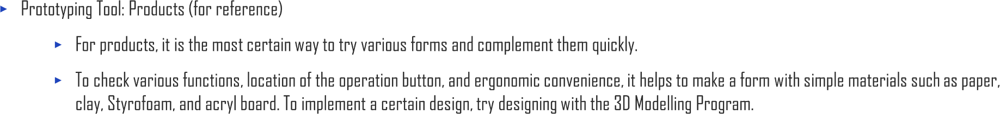 ▸ Prototyping Tool: Products (for reference)
▸ For products, it is the most certain way to try various forms and complement them quickly.
▸ To check various functions, location of the operation button, and ergonomic convenience, it helps to make a form with simple materials such as paper,
clay, Styrofoam, and acryl board. To implement a certain design, try designing with the 3D Modelling Program.